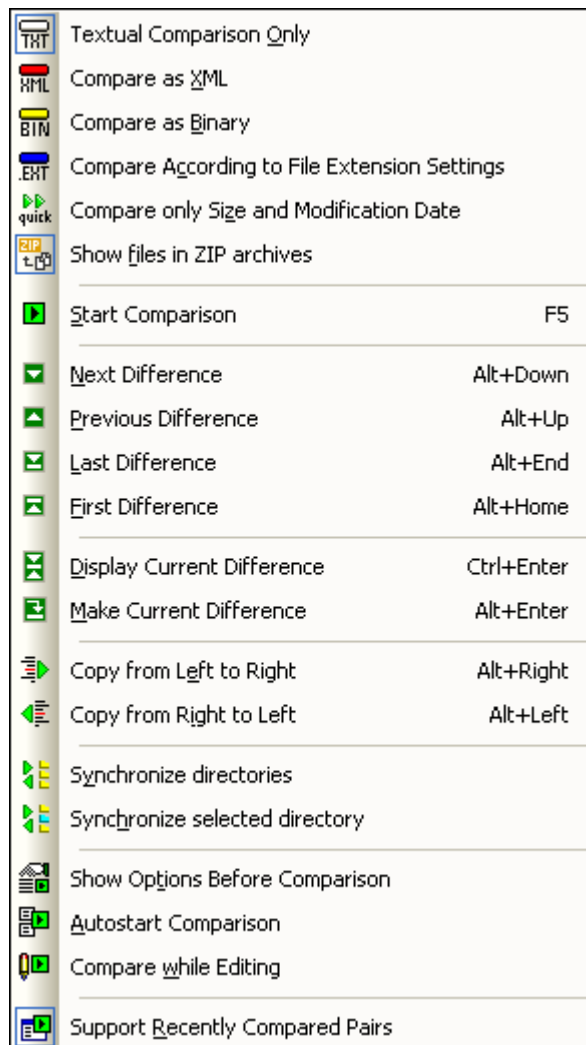 TXT Textual Comparison Only
XML Compare as XML
BIN Compare as Binary
.EXT Compare According to File Extension Settings
quick Compare only Size and Modification Date
ZIP Show files in ZIP archives
Start Comparison F5
Next Difference Alt+Down
Previous Difference Alt+Up
Last Difference Alt+End
First Difference Alt+Home
Display Current Difference Ctrl+Enter
Make Current Difference Alt+Enter
Copy from Left to Right Alt+Right
Copy from Right to Left Alt+Left
Synchronize directories
Synchronize selected directory
Show Options Before Comparison
Autostart Comparison
Compare while Editing
Support Recently Compared Pairs